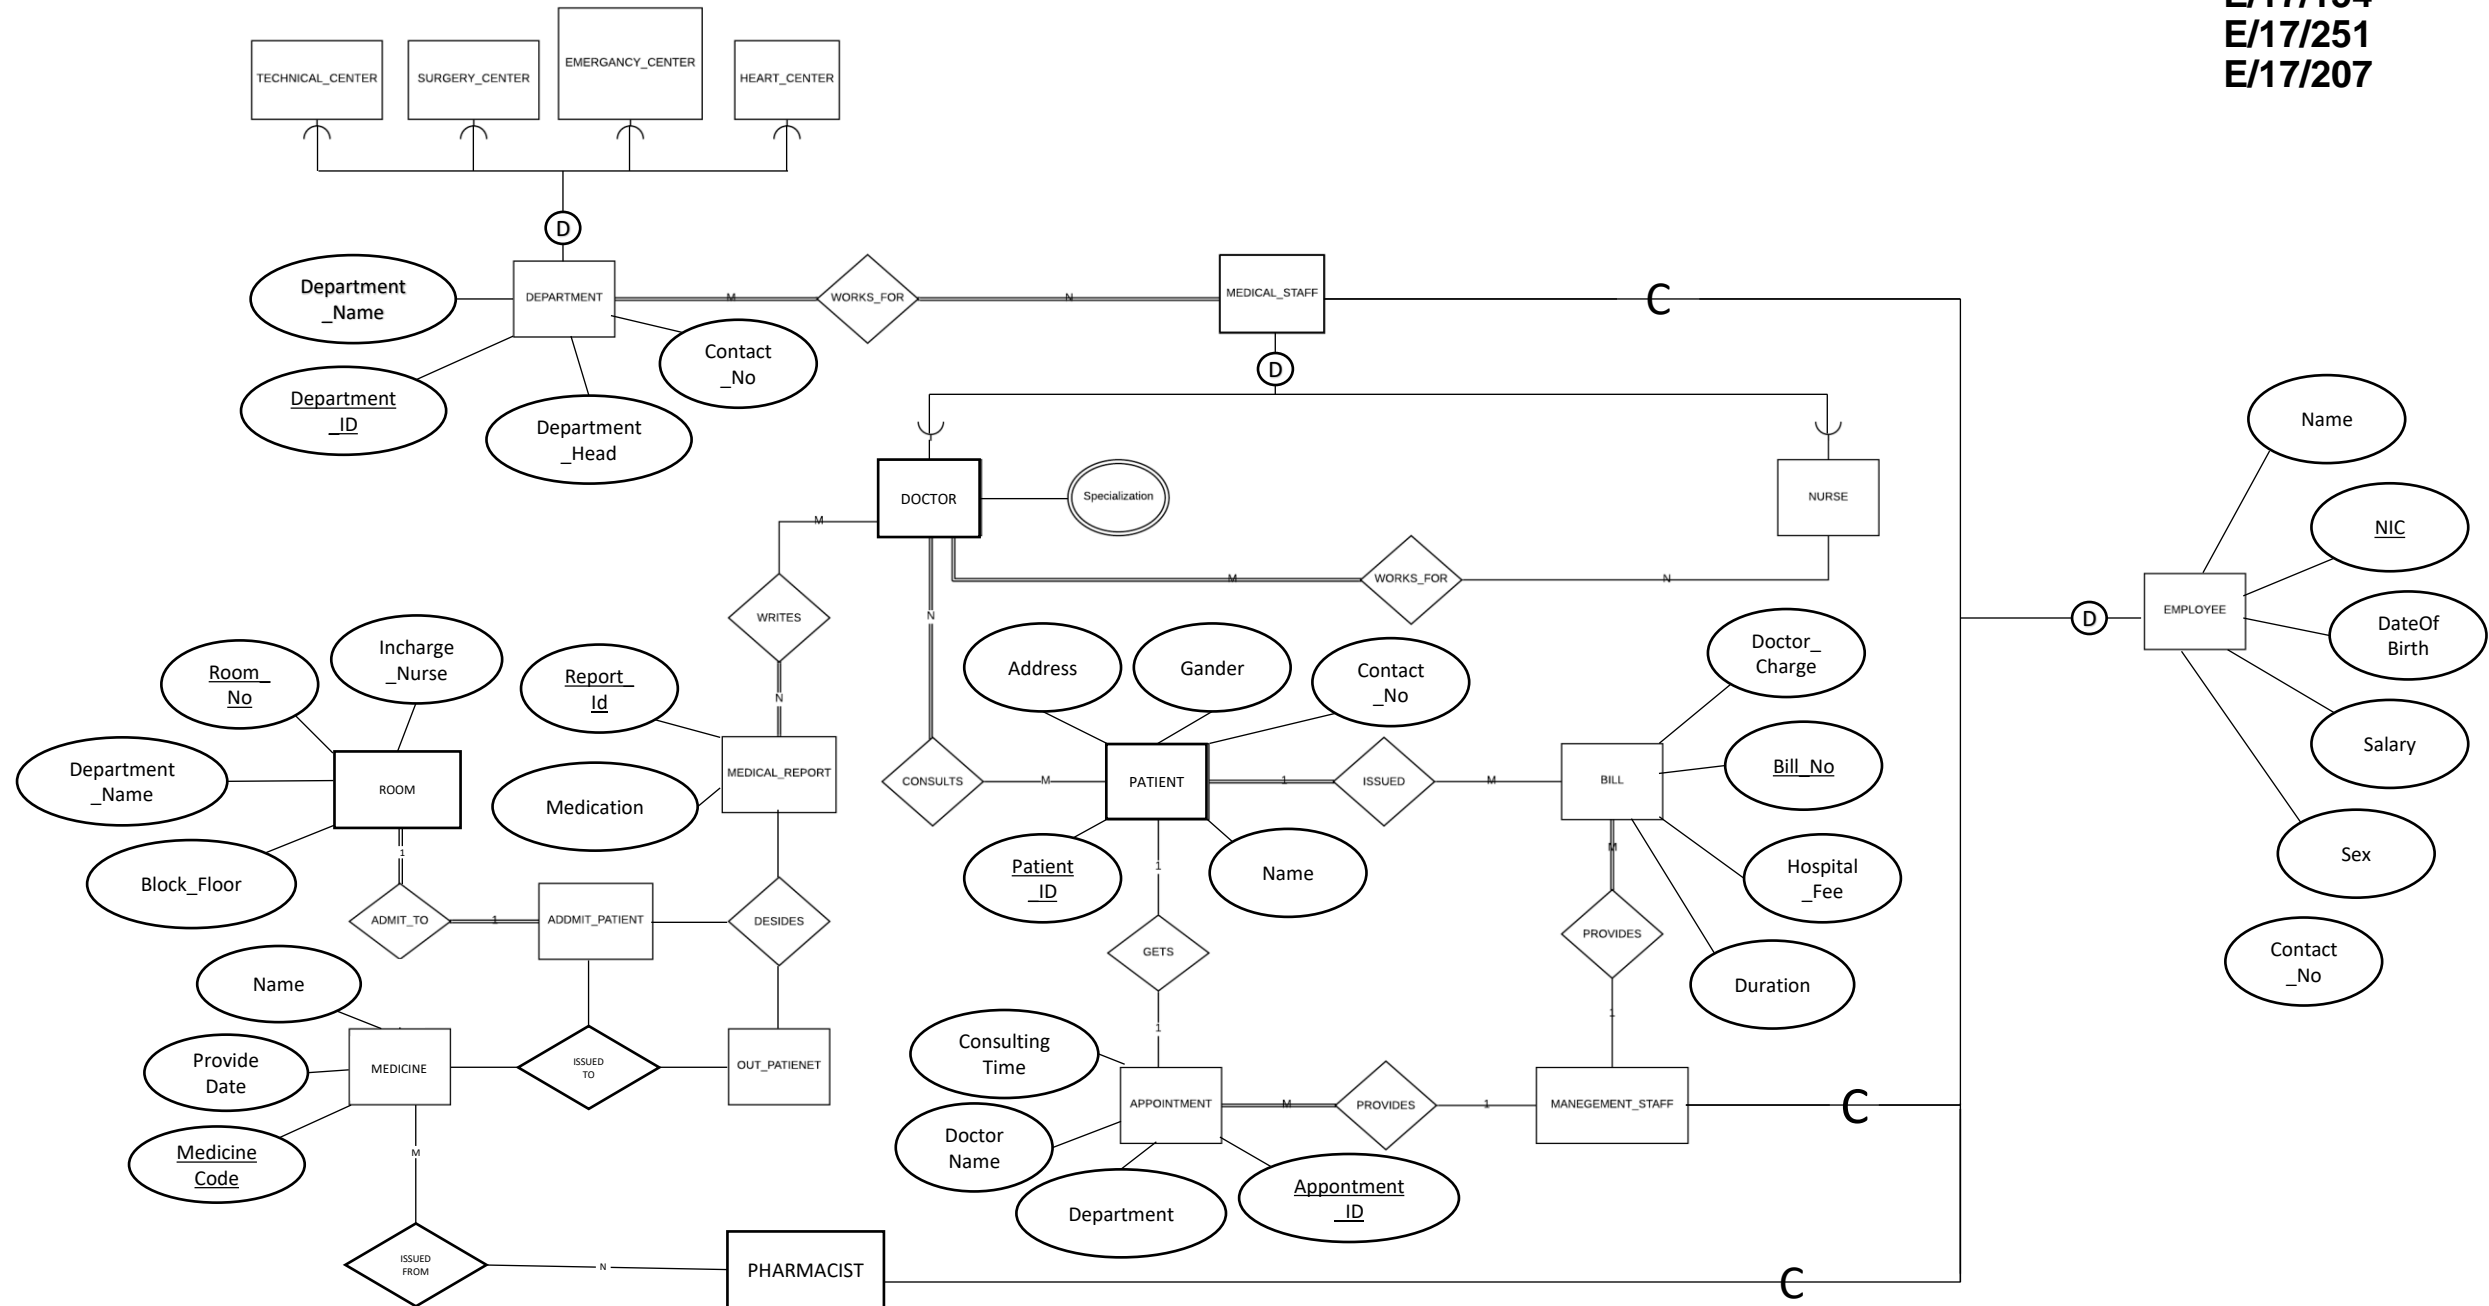 E/17/154
E/17/251
E/17/207
TECHNICAL_CENTER
SURGERY_CENTER
EMERGANCY_CENTER
HEART_CENTER
D
Department
_Name
DEPARTMENT
M
WORKS_FOR
N
MEDICAL_STAFF
C
Contact
_No
D
Department
_ID
Department
_Head
Name
DOCTOR
Specialization
NURSE
NIC
M
M
WORKS_FOR
N
EMPLOYEE
D
DateOf
Birth
WRITES
N
Room_
No
Incharge
_Nurse
Report_
Id
N
Address
Gander
Contact
_No
Doctor_
Charge
Salary
Department
_Name
ROOM
MEDICAL_REPORT
Medication
CONSULTS
M
PATIENT
1
ISSUED
M
BILL
Bill_No
Sex
1
Block_Floor
Patient
_ID
1
Name
M
Hospital
_Fee
ADMIT_TO
1
ADDMIT_PATIENT
DESIDES
GETS
PROVIDES
Contact
_No
Name
Duration
1
1
Provide
Date
MEDICINE
ISSUED
TO
OUT_PATIENET
Consulting
Time
APPOINTMENT
M
PROVIDES
1
MANEGEMENT_STAFF
C
Medicine
Code
M
Doctor
Name
Department
Appontment
_ID
ISSUED
FROM
N
PHARMACIST
C